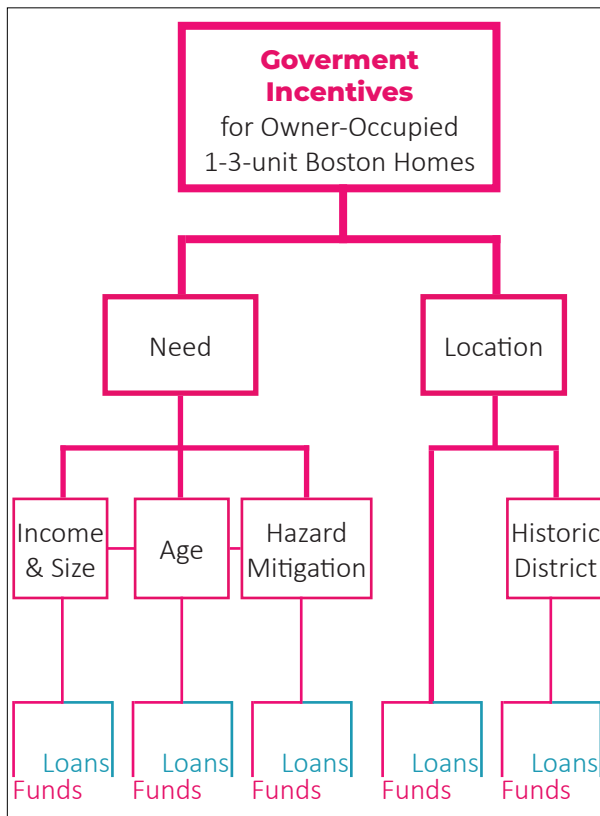 Goverment
Incentives
for Owner-Occupied
1-3-unit Boston Homes
Need
Location
Income
& Size
Age
Hazard
Mitigation
Historic
District
Loans
Funds
Loans
Funds
Loans
Funds
Loans
Funds
Loans
Funds